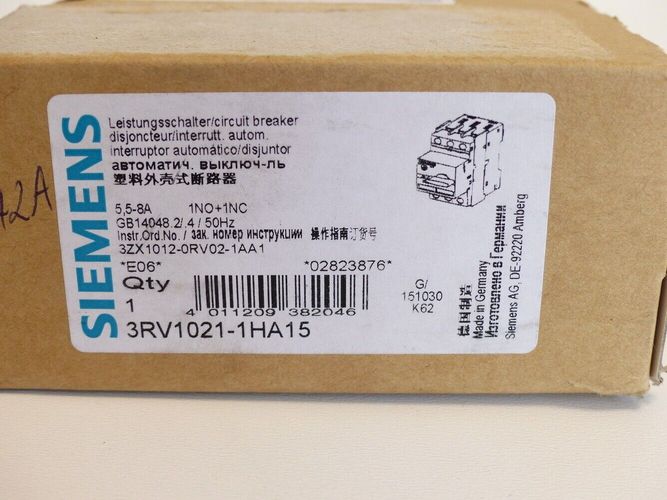 SIEMENS
Leistungsschalter/circuit breaker
disjoncteur/interrutt. autom.
interruptor automático/disjuntor
автоматич. выключ-ль
塑料外壳式断路器
5,5-8A 1NO+1NC
GB14048.2/.4 / 50Hz
Instr.Ord.No./ зак. номер инструкции 操作指南订货号
3ZX1012-0RV02-1AA1
*E06* *02823876*
Qty
1
4 011209 382046
3RV1021-1HA15
G/
151030
K62
德国制造
Made in Germany
Изготовлено в Германии
Siemens AG, DE-92220 Amberg
A2A